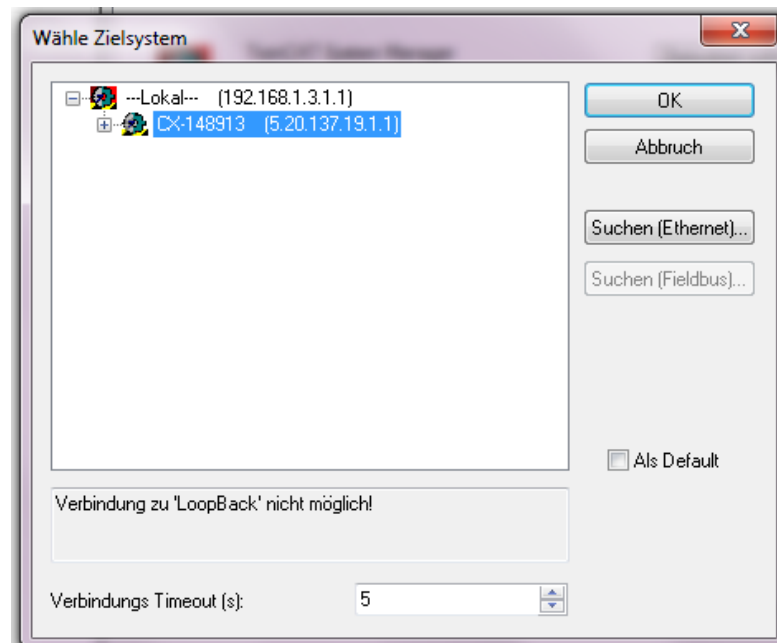 Wähle Zielsystem
---Lokal--- (192.168.1.3.1.1)
CX-148913 (5.20.137.19.1.1)
OK
Abbruch
Suchen (Ethernet)...
Suchen (Fieldbus)...
Als Default
Verbindung zu 'LoopBack' nicht möglich!
Verbindungs Timeout (s): 5